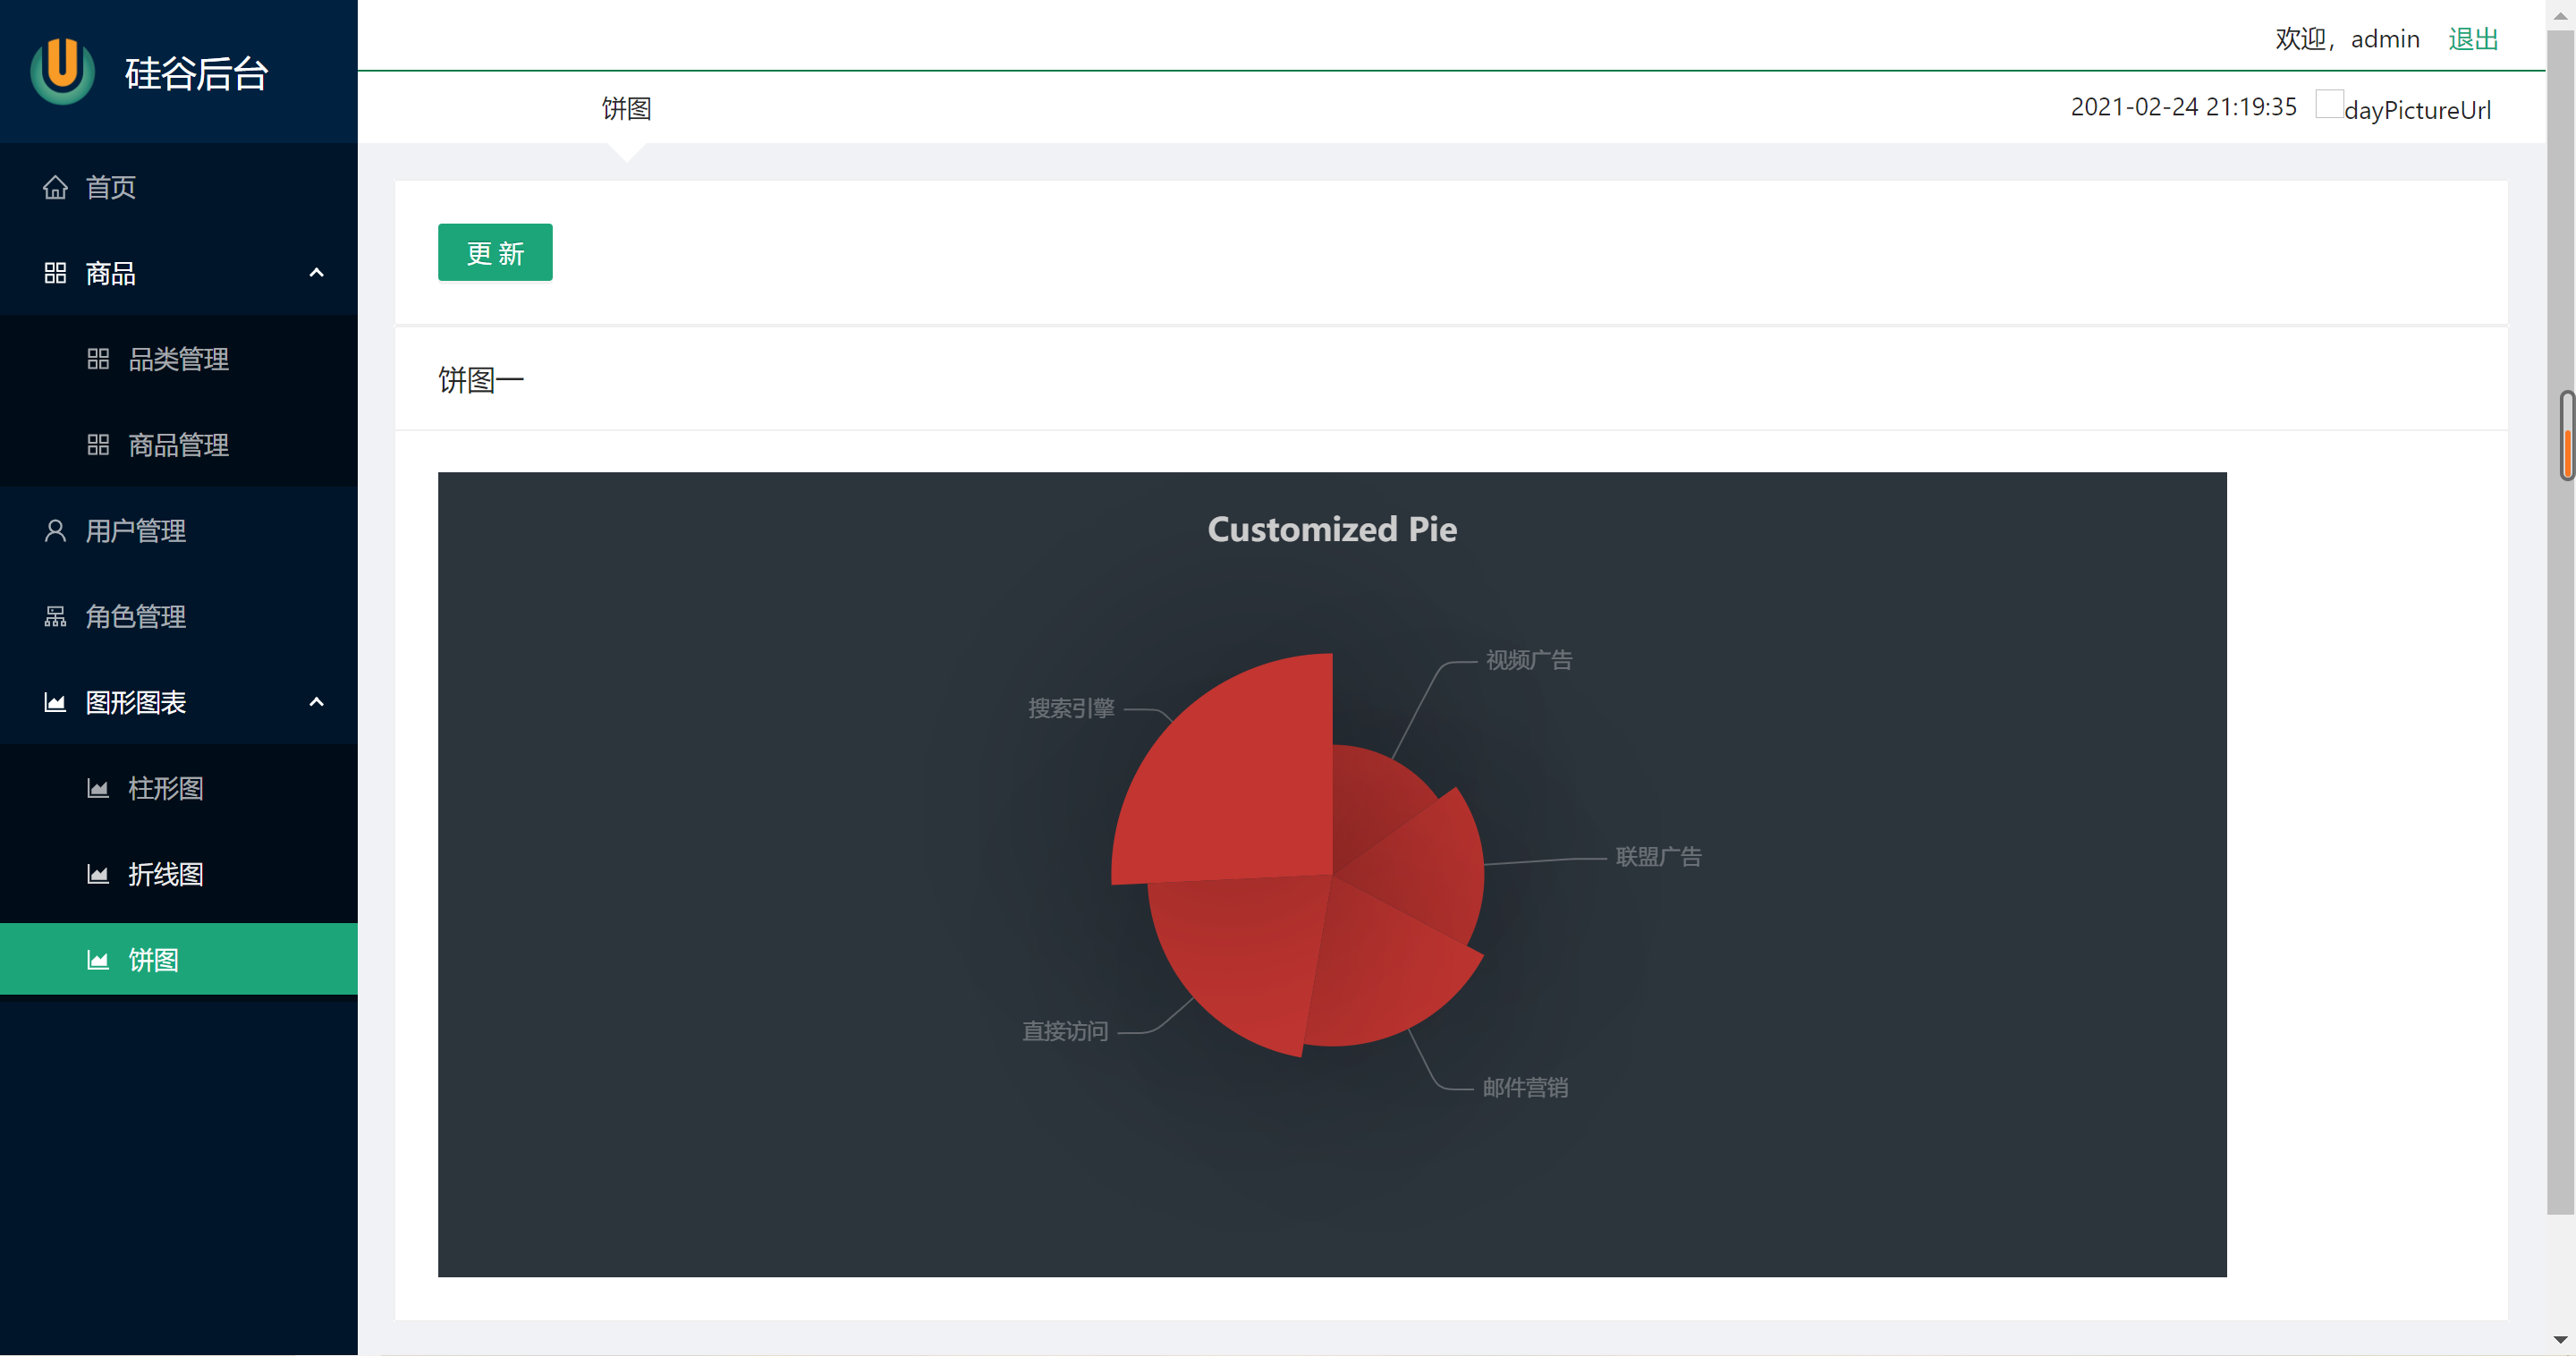 硅谷后台
首页
商品
品类管理
商品管理
用户管理
角色管理
图形图表
柱形图
折线图
饼图
欢迎，admin 退出
饼图
2021-02-24 21:19:35 dayPictureUrl
更 新
饼图一
Customized Pie
视频广告
搜索引擎
联盟广告
直接访问
邮件营销